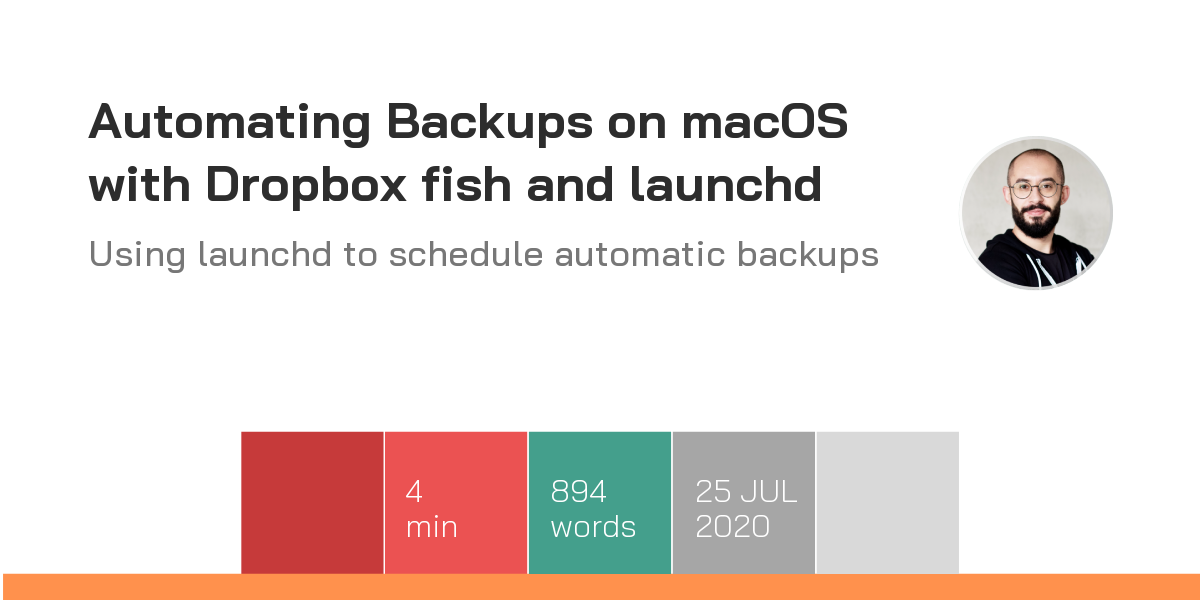 Automating Backups on macOS
with Dropbox fish and launchd
Using launchd to schedule automatic backups
4
min
894
words
25 JUL
2020